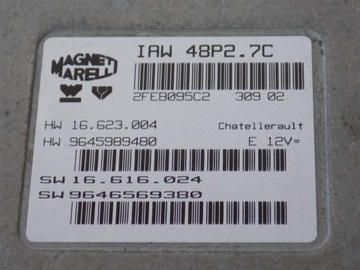 MAGNETI
MARELLI
IAW 48P2.7C
2FE8095C2 309 02
HW 16.623.004 Chatellerault
HW 9645989480 E 12V=
SW 16.616.024
SW 9646569380